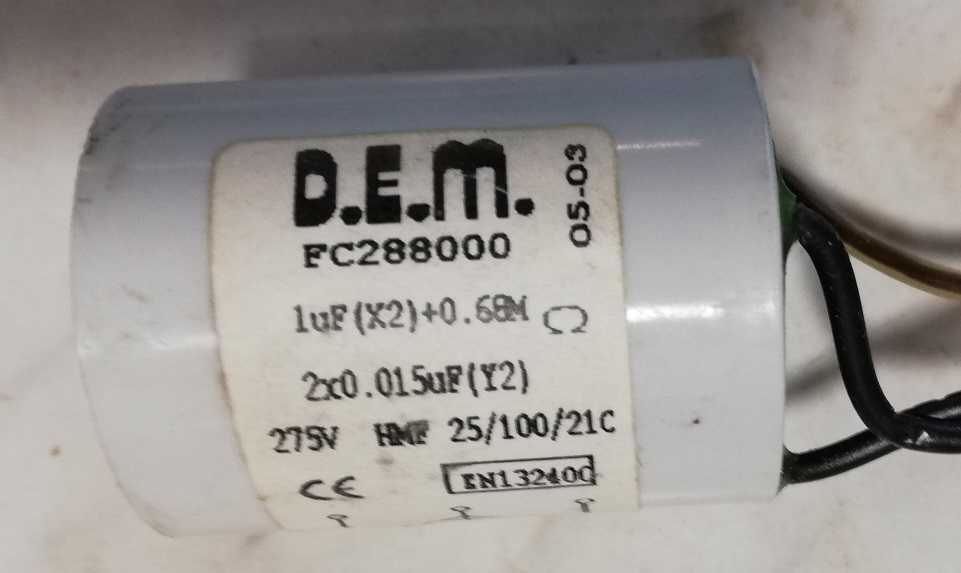 D.E.M.
05-03
FC288000
1uF(X2)+0.68M Ω
2x0.015uF(Y2)
275V HMF 25/100/21C
CE
EN132400